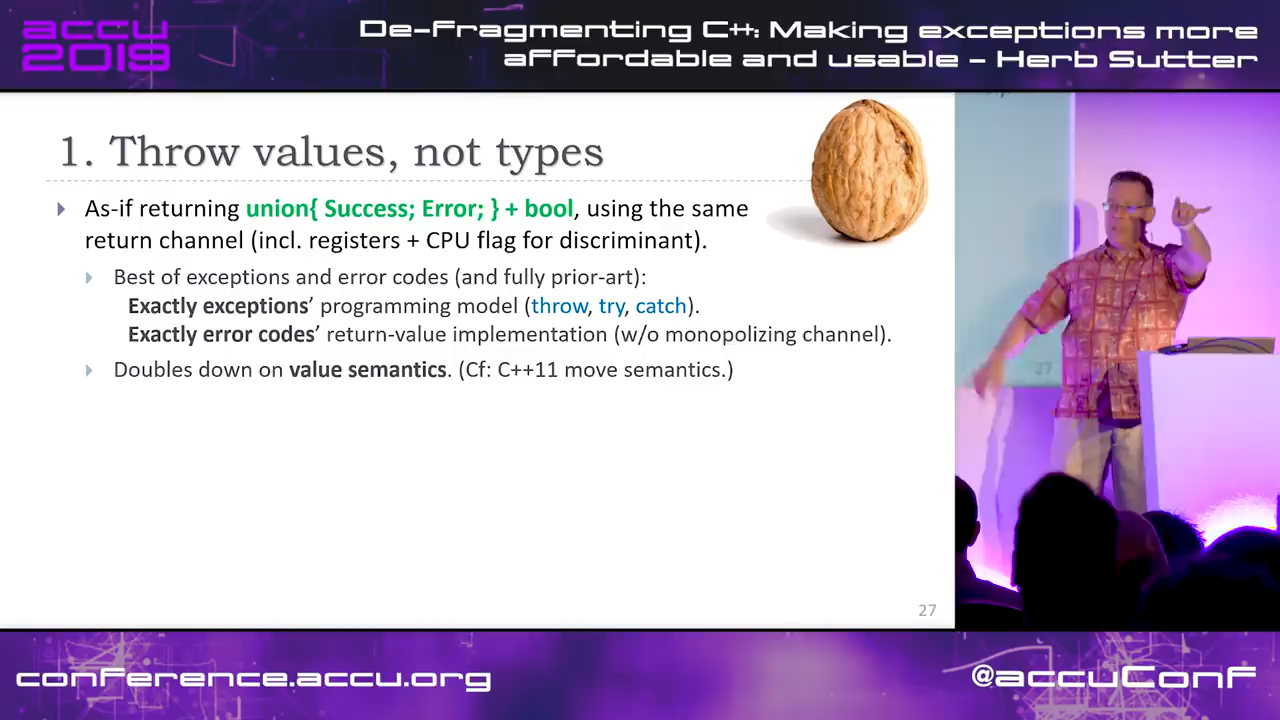 accu
2019
De-Fragmenting C++: Making exceptions more
affordable and usable - Herb Sutter
1. Throw values, not types
As-if returning union{ Success; Error; } + bool, using the same
return channel (incl. registers + CPU flag for discriminant).
Best of exceptions and error codes (and fully prior-art):
Exactly exceptions’ programming model (throw, try, catch).
Exactly error codes’ return-value implementation (w/o monopolizing channel).
Doubles down on value semantics. (Cf: C++11 move semantics.)
27
27
conference.accu.org
@accuConf